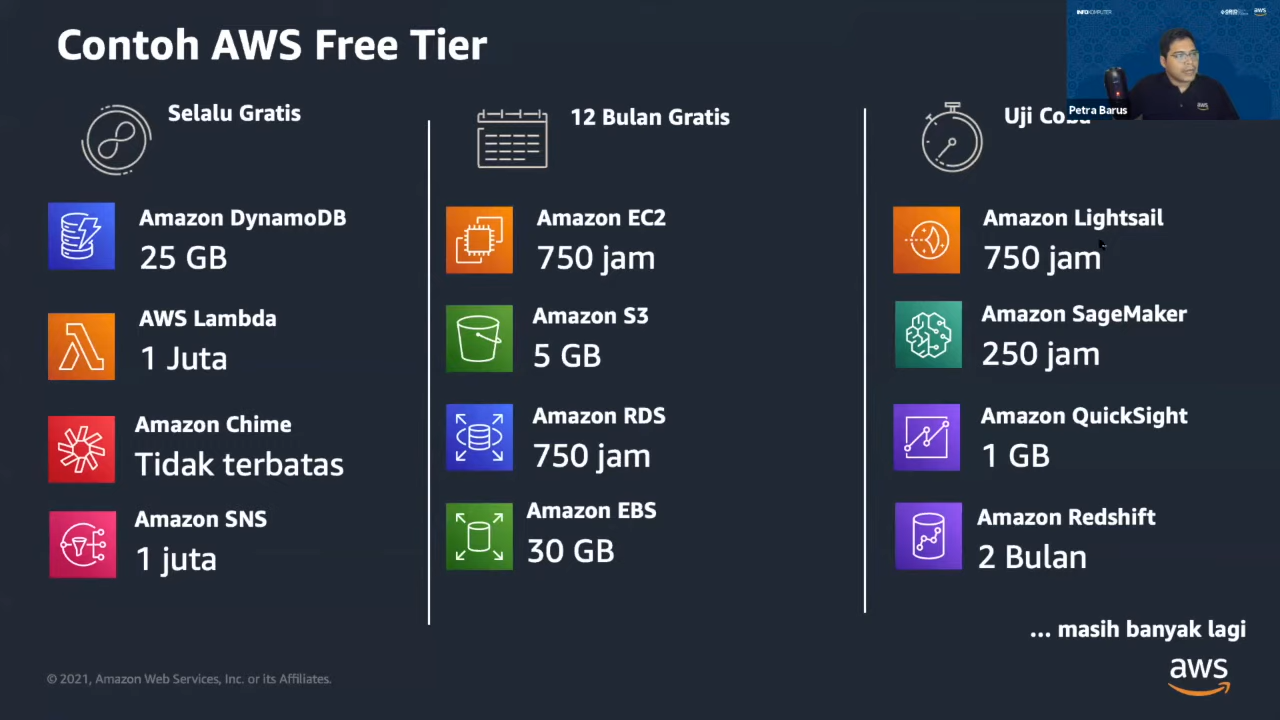 Contoh AWS Free Tier
INFOKOMPUTER
aws
aws
Petra Barus
Selalu Gratis
Amazon DynamoDB
25 GB
AWS Lambda
1 Juta
Amazon Chime
Tidak terbatas
Amazon SNS
1 juta
12 Bulan Gratis
Amazon EC2
750 jam
Amazon S3
5 GB
Amazon RDS
750 jam
Amazon EBS
30 GB
Uji Coba
Amazon Lightsail
750 jam
Amazon SageMaker
250 jam
Amazon QuickSight
1 GB
Amazon Redshift
2 Bulan
... masih banyak lagi
© 2021, Amazon Web Services, Inc. or its Affiliates.
aws